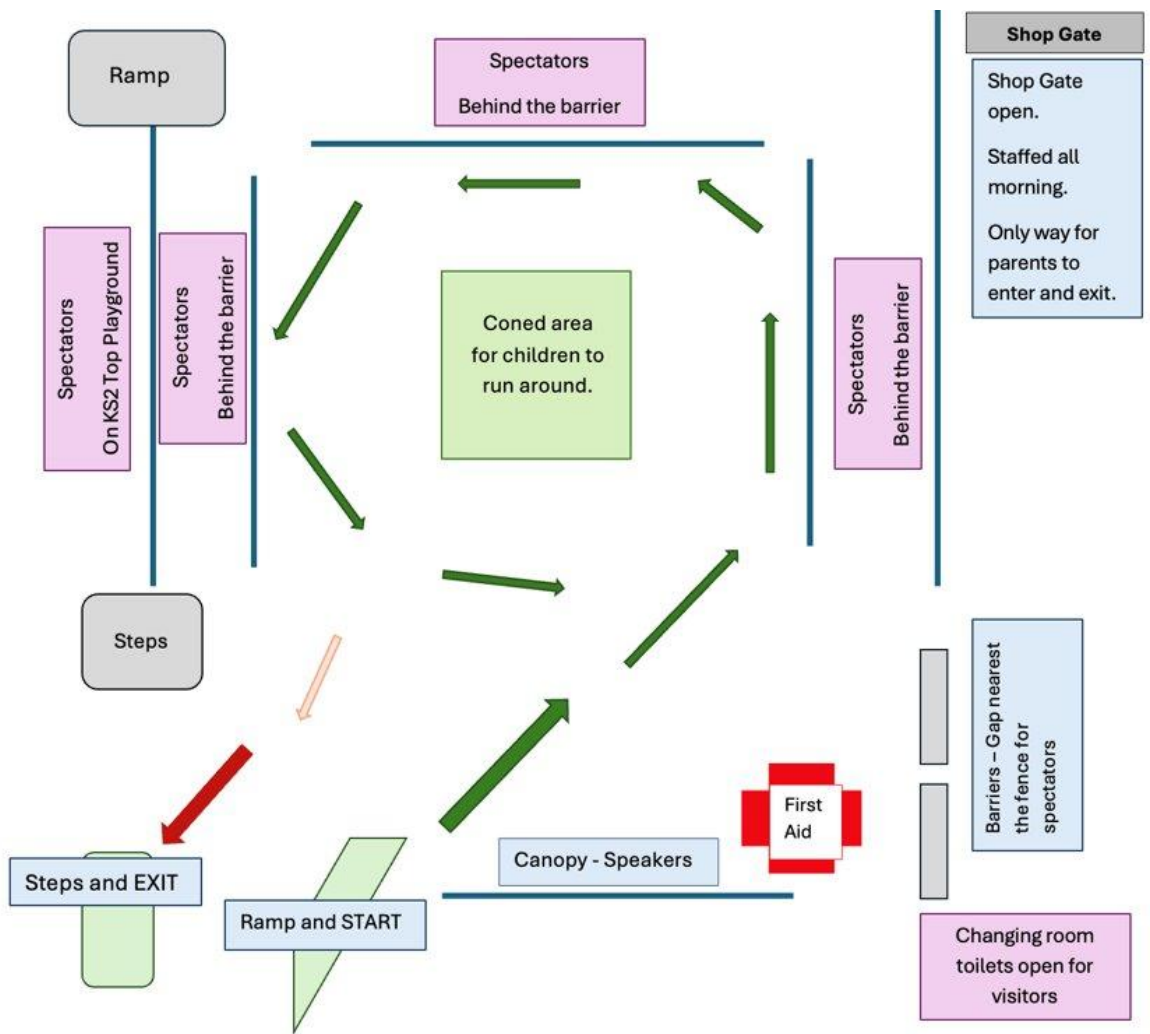 Ramp
Spectators
Behind the barrier
Shop Gate
Shop Gate
open.
Staffed all
morning.
Only way for
parents to
enter and exit.
Spectators
On KS2 Top Playground
Spectators
Behind the barrier
Coned area
for children to
run around.
Spectators
Behind the barrier
Steps
Barriers – Gap nearest
the fence for
spectators
First
Aid
Canopy - Speakers
Steps and EXIT
Ramp and START
Changing room
toilets open for
visitors